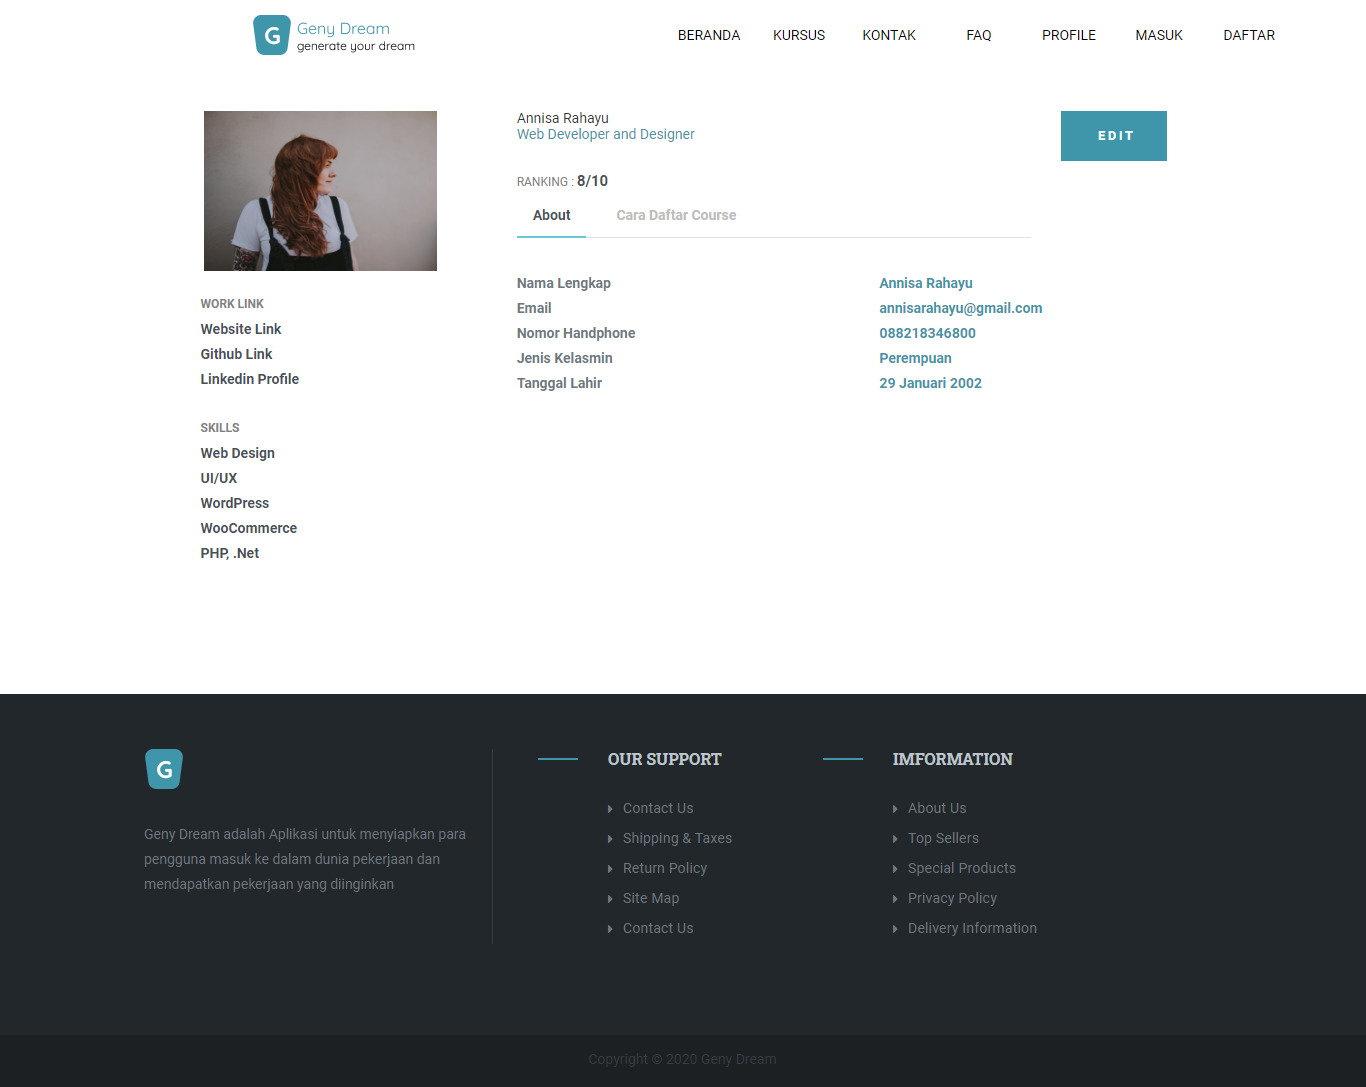 G
Geny Dream
generate your dream
BERANDA
KURSUS
KONTAK
FAQ
PROFILE
MASUK
DAFTAR
Annisa Rahayu
Web Developer and Designer
EDIT
RANKING : 8/10
About
Cara Daftar Course
Nama Lengkap
Annisa Rahayu
Email
annisarahayu@gmail.com
Nomor Handphone
088218346800
Jenis Kelasmin
Perempuan
Tanggal Lahir
29 Januari 2002
WORK LINK
Website Link
Github Link
Linkedin Profile
SKILLS
Web Design
UI/UX
WordPress
WooCommerce
PHP, .Net
G
Geny Dream adalah Aplikasi untuk menyiapkan para
pengguna masuk ke dalam dunia pekerjaan dan
mendapatkan pekerjaan yang diinginkan
OUR SUPPORT
Contact Us
Shipping & Taxes
Return Policy
Site Map
Contact Us
IMFORMATION
About Us
Top Sellers
Special Products
Privacy Policy
Delivery Information
Copyright © 2020 Geny Dream